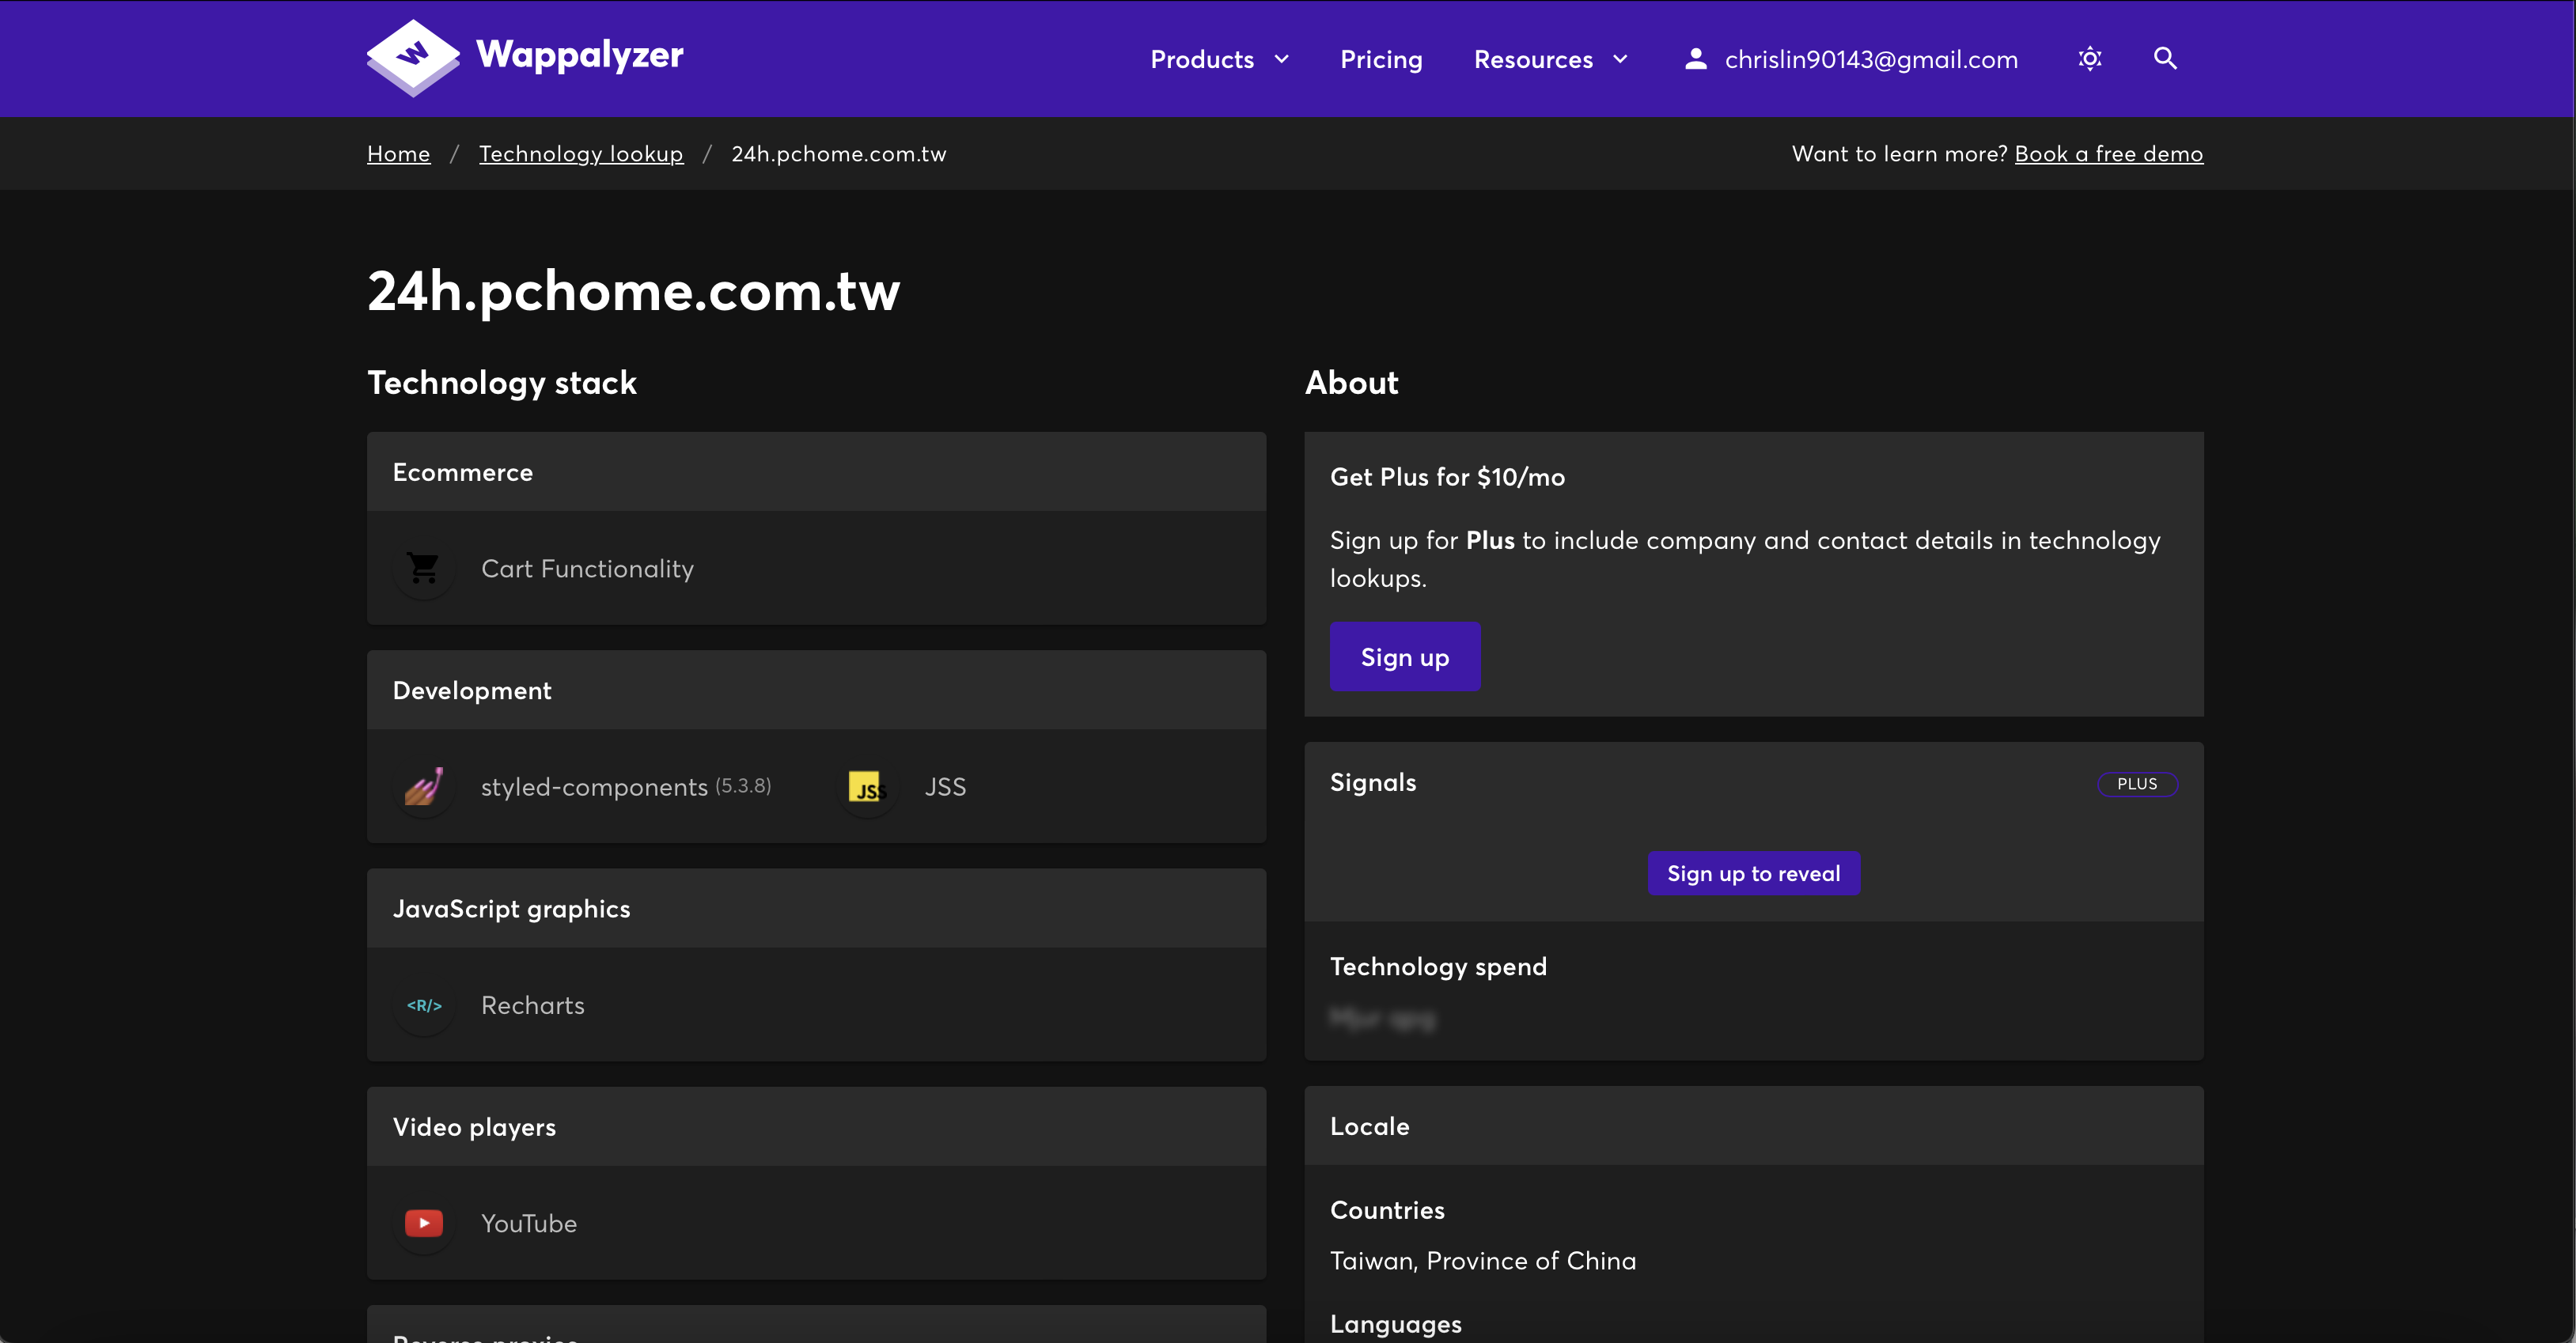 Wappalyzer
Products
Pricing
Resources
chrislin90143@gmail.com
Home / Technology lookup / 24h.pchome.com.tw
Want to learn more? Book a free demo
24h.pchome.com.tw
Technology stack
Ecommerce
Cart Functionality
Development
styled-components (5.3.8)
JSS
JSS
JavaScript graphics
<R/>
Recharts
Video players
YouTube
About
Get Plus for $10/mo
Sign up for Plus to include company and contact details in technology
lookups.
Sign up
Signals
PLUS
Sign up to reveal
Technology spend
Locale
Countries
Taiwan, Province of China
Languages